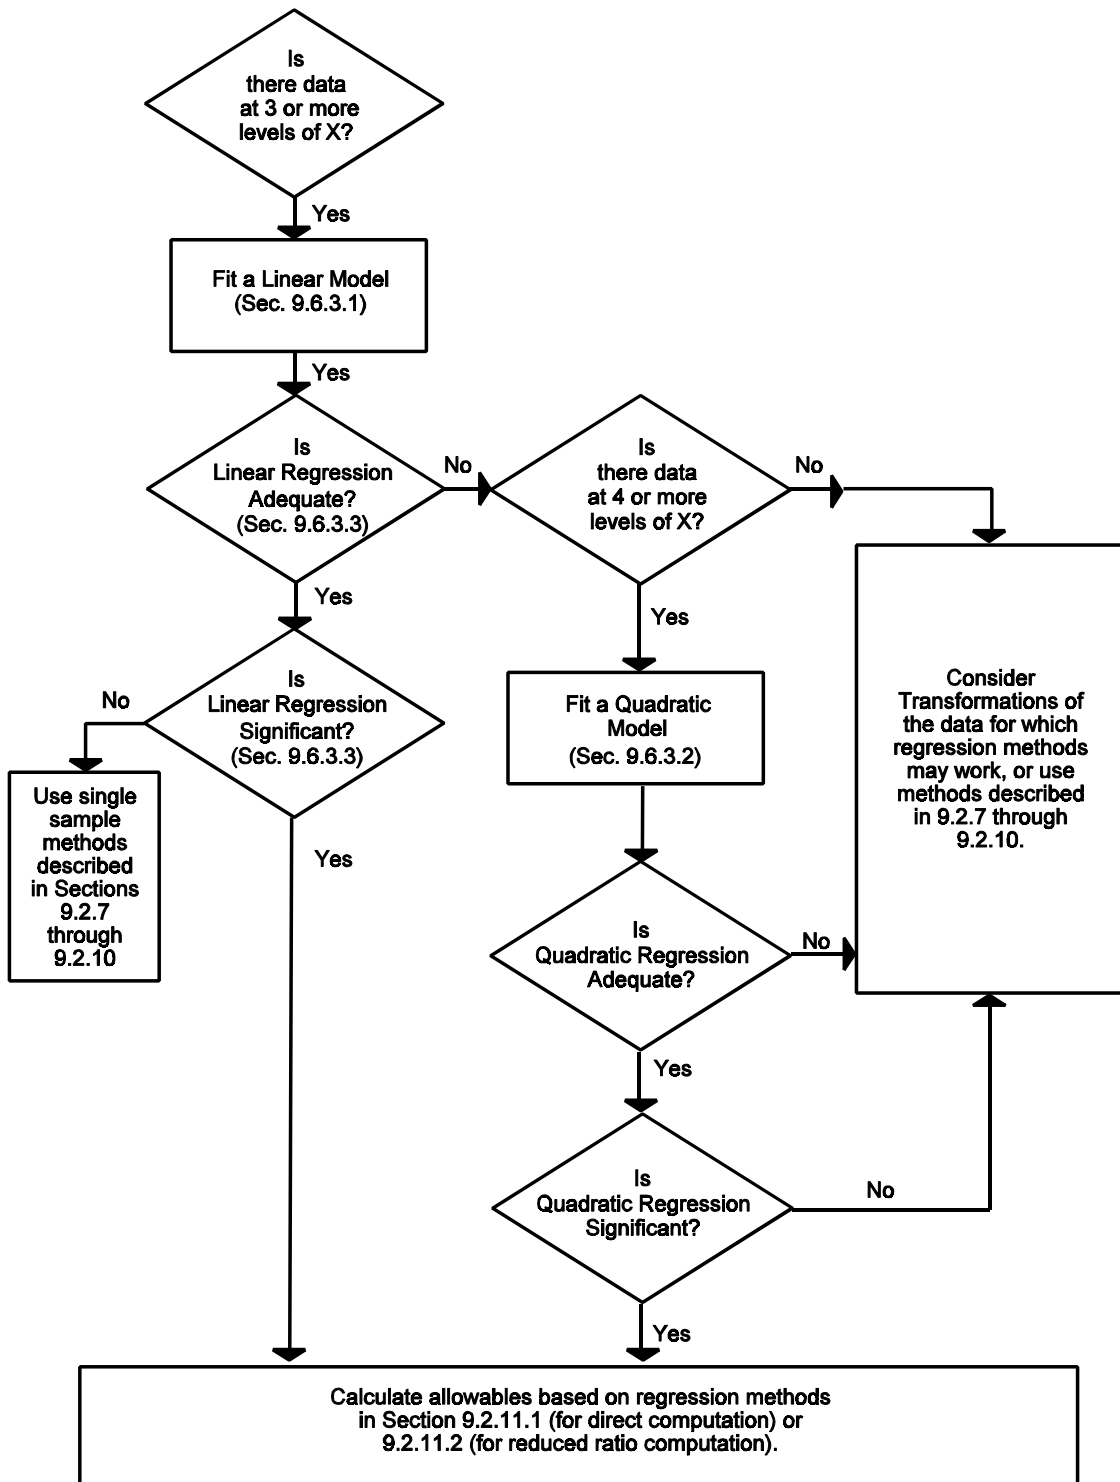 Is
there data
at 3 or more
levels of X?
Yes
Fit a Linear Model
(Sec. 9.6.3.1)
Yes
Is
Linear Regression
Adequate?
(Sec. 9.6.3.3)
No
Is
there data
at 4 or more
levels of X?
No
Yes
Yes
Is
Linear Regression
Significant?
(Sec. 9.6.3.3)
No
Yes
Use single
sample
methods
described
in Sections
9.2.7
through
9.2.10
Fit a Quadratic
Model
(Sec. 9.6.3.2)
Consider
Transformations of
the data for which
regression methods
may work, or use
methods described
in 9.2.7 through
9.2.10.
Is
Quadratic Regression
Adequate?
No
Yes
Is
Quadratic Regression
Significant?
No
Yes
Calculate allowables based on regression methods
in Section 9.2.11.1 (for direct computation) or
9.2.11.2 (for reduced ratio computation).